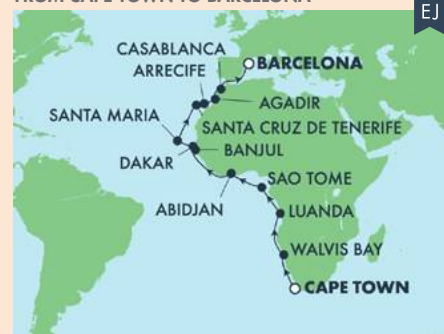 FROM CAPE TOWN TO BARCELONA
EJ
CASABLANCA
BARCELONA
ARRECIFE
AGADIR
SANTA MARIA
SANTA CRUZ DE TENERIFE
DAKAR
BANJUL
SAO TOME
ABIDJAN
LUANDA
WALVIS BAY
CAPE TOWN